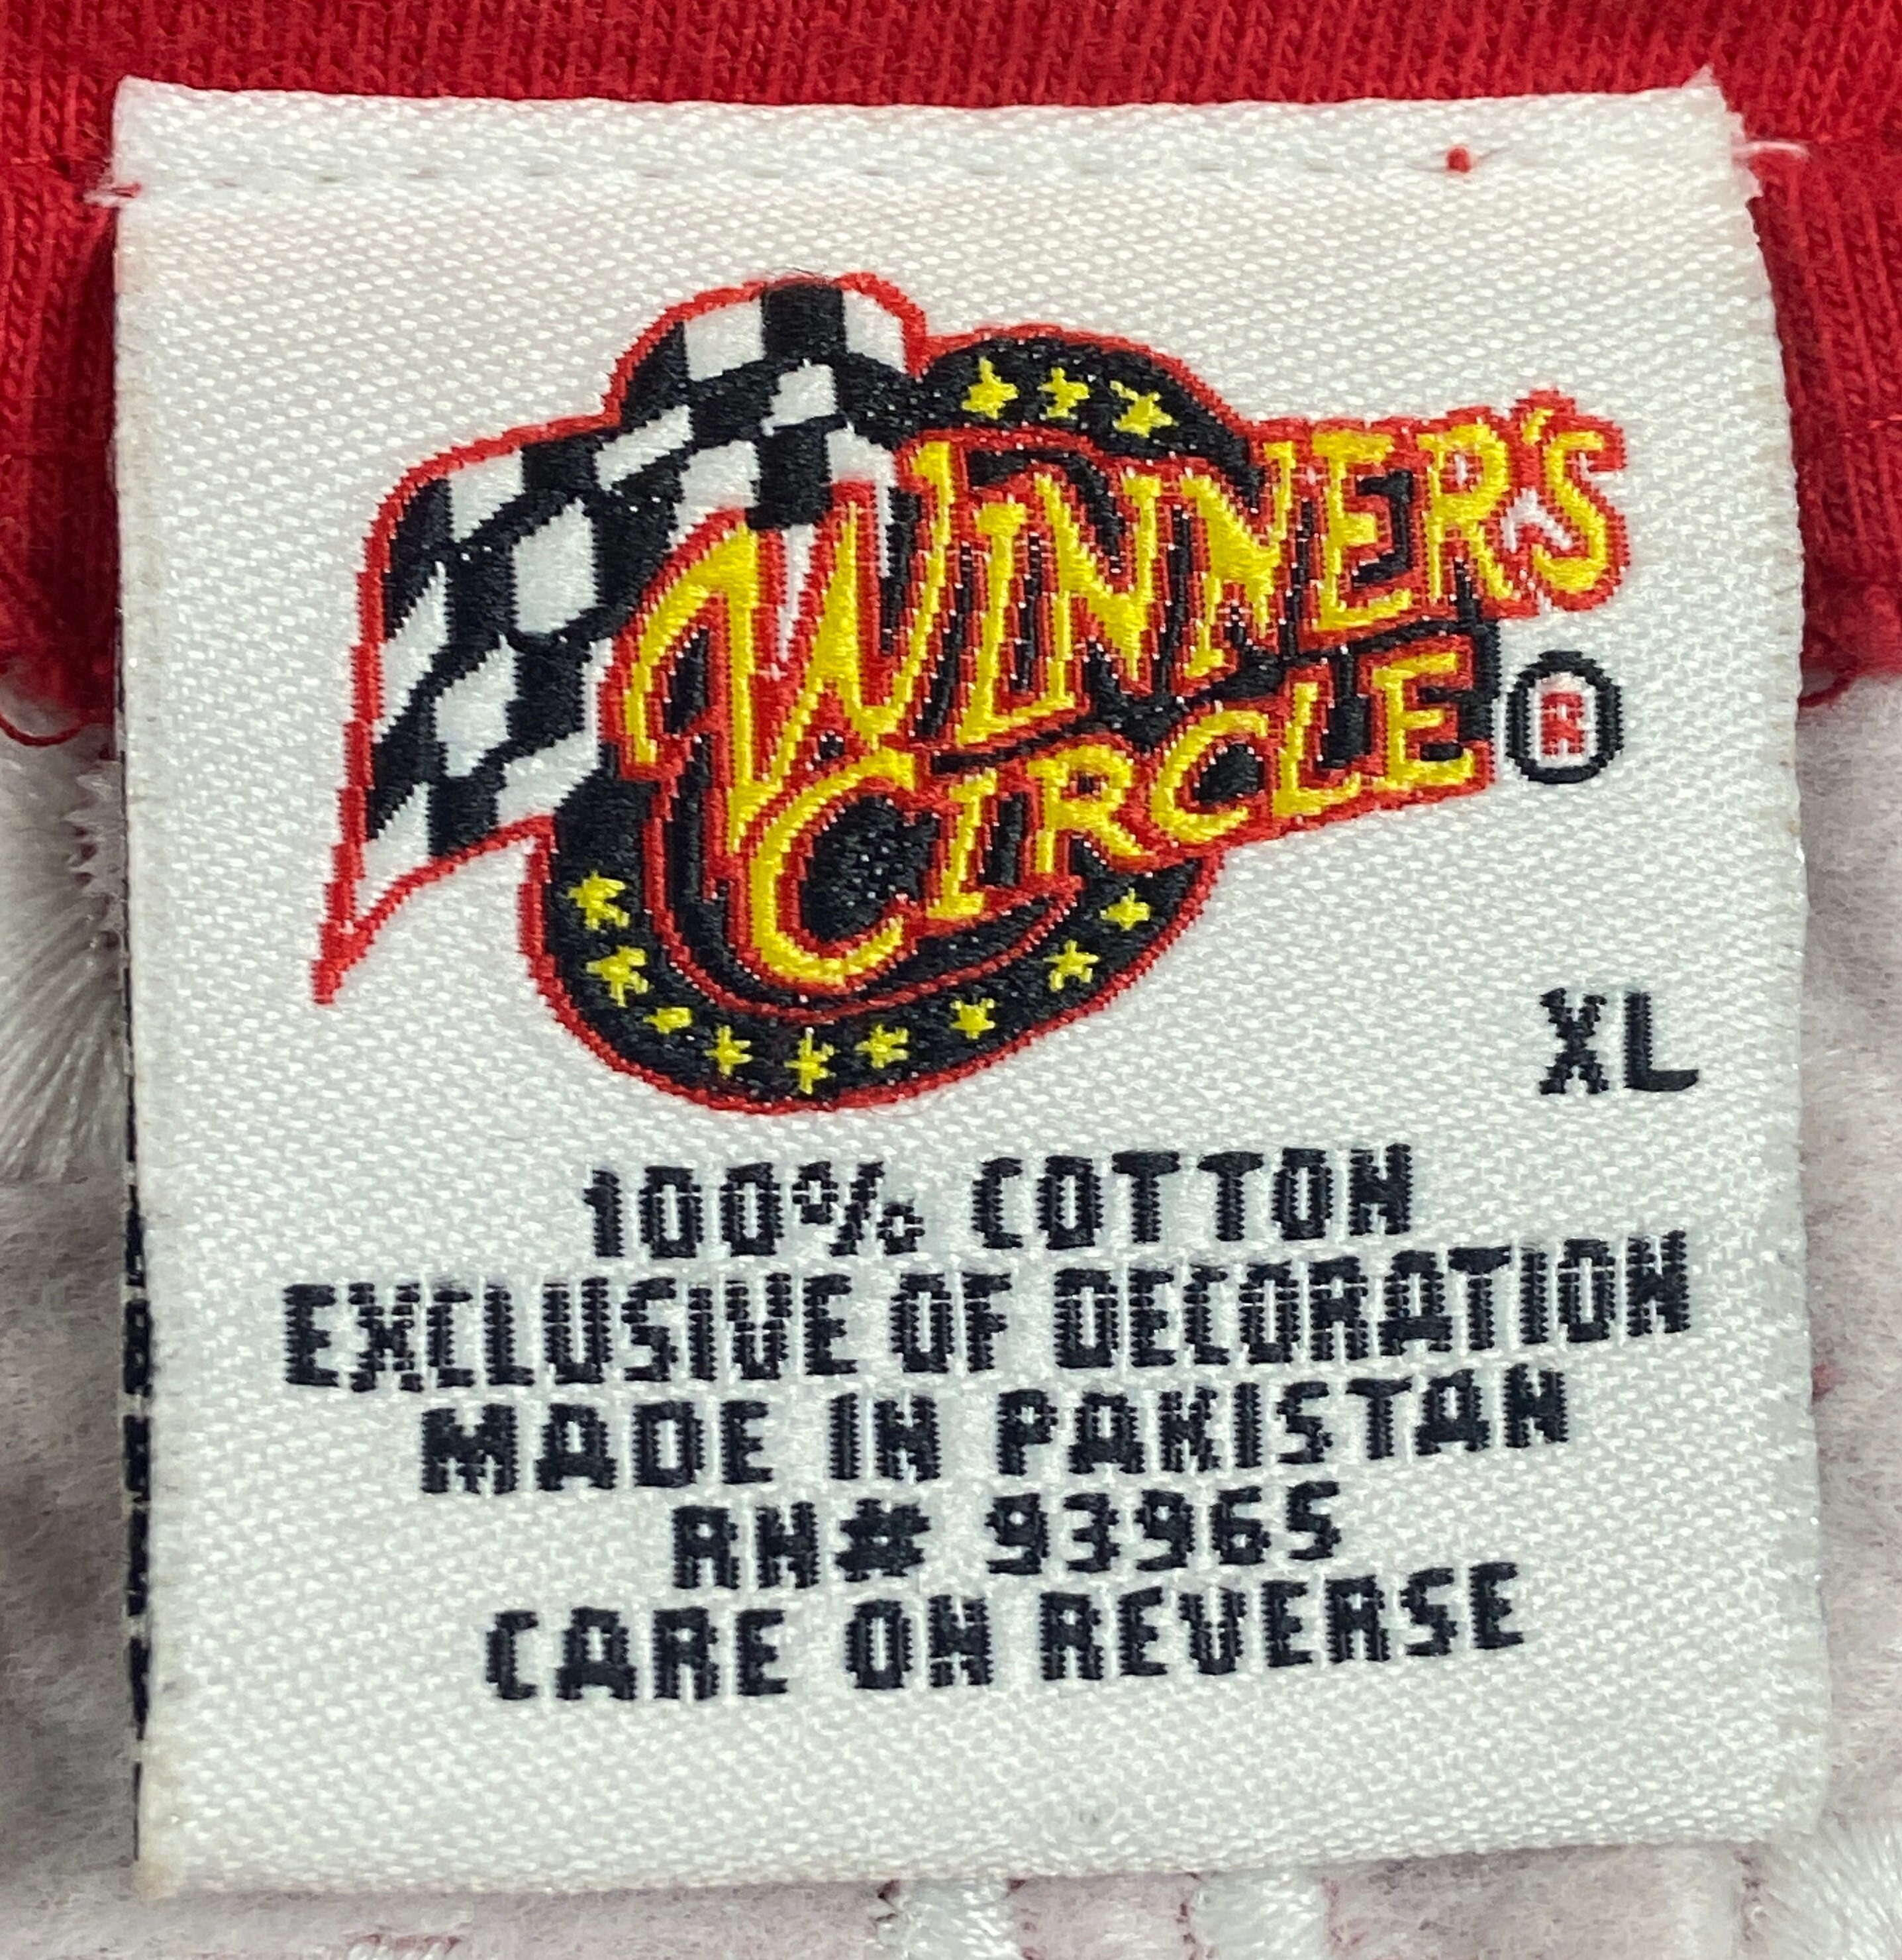 WINNER'S
CIRCLE
®
XL
100% COTTON
EXCLUSIVE OF DECORATION
MADE IN PAKISTAN
RN# 93965
CARE ON REVERSE